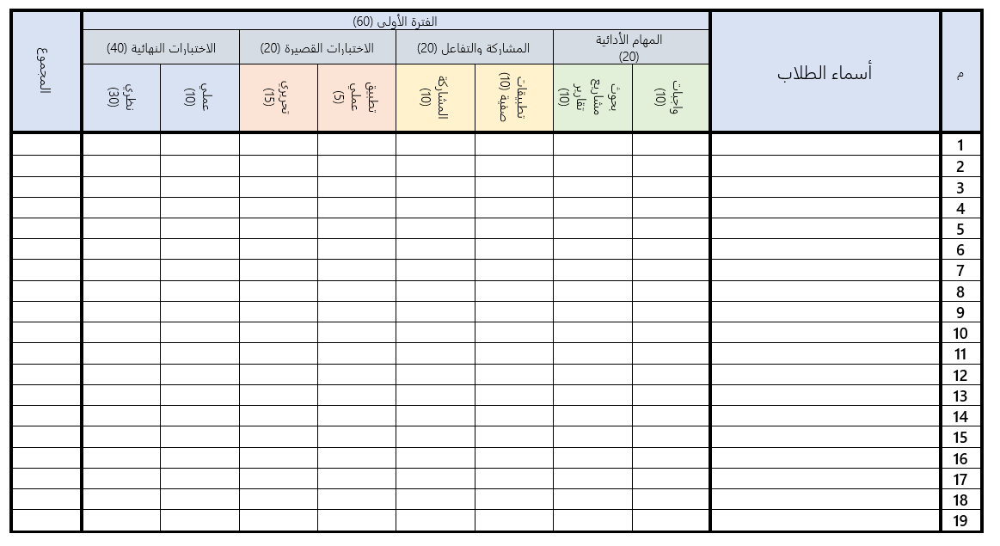 م
أسماء الطلاب
الفترة الأولى (60)
المجموع
المهام الأدائية
(20)
المشاركة والتفاعل (20)
الاختبارات القصيرة (20)
الاختبارات النهائية (40)
واجبات
(10)
بحوث
مشاريع
تقارير
(10)
تطبيقات
صفية (10)
المشاركة
(10)
تطبيق
عملي
(5)
تحريري
(15)
عملي
(10)
نظري
(30)
1
2
3
4
5
6
7
8
9
10
11
12
13
14
15
16
17
18
19